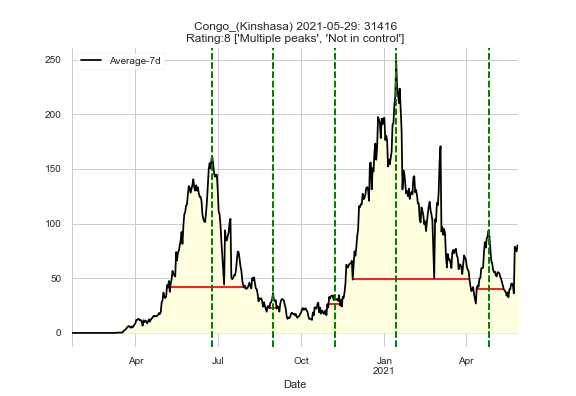 Congo_(Kinshasa) 2021-05-29: 31416
Rating:8 ['Multiple peaks', 'Not in control']
Average-7d
250
200
150
100
50
0
Apr
Jul
Oct
Jan
2021
Apr
Date